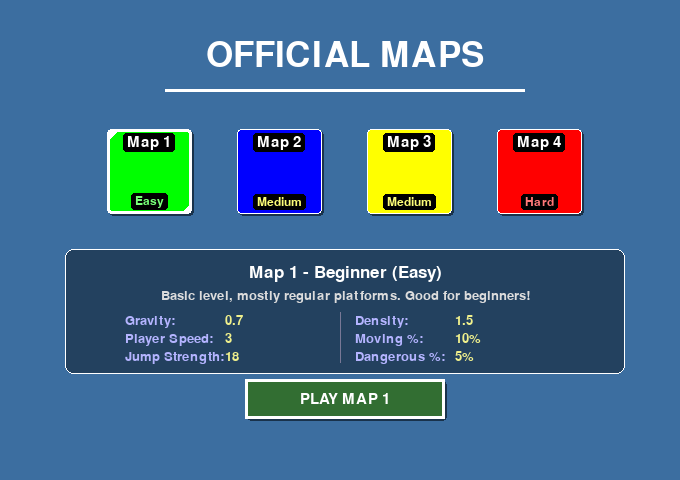 OFFICIAL MAPS
Map 1 Map 2 Map 3 Map 4
Easy Medium Medium Hard
Map 1 - Beginner (Easy)
Basic level, mostly regular platforms. Good for beginners!
Gravity: 0.7 Density: 1.5
Player Speed: 3 Moving %: 10%
Jump Strength:18 Dangerous %: 5%
PLAY MAP 1